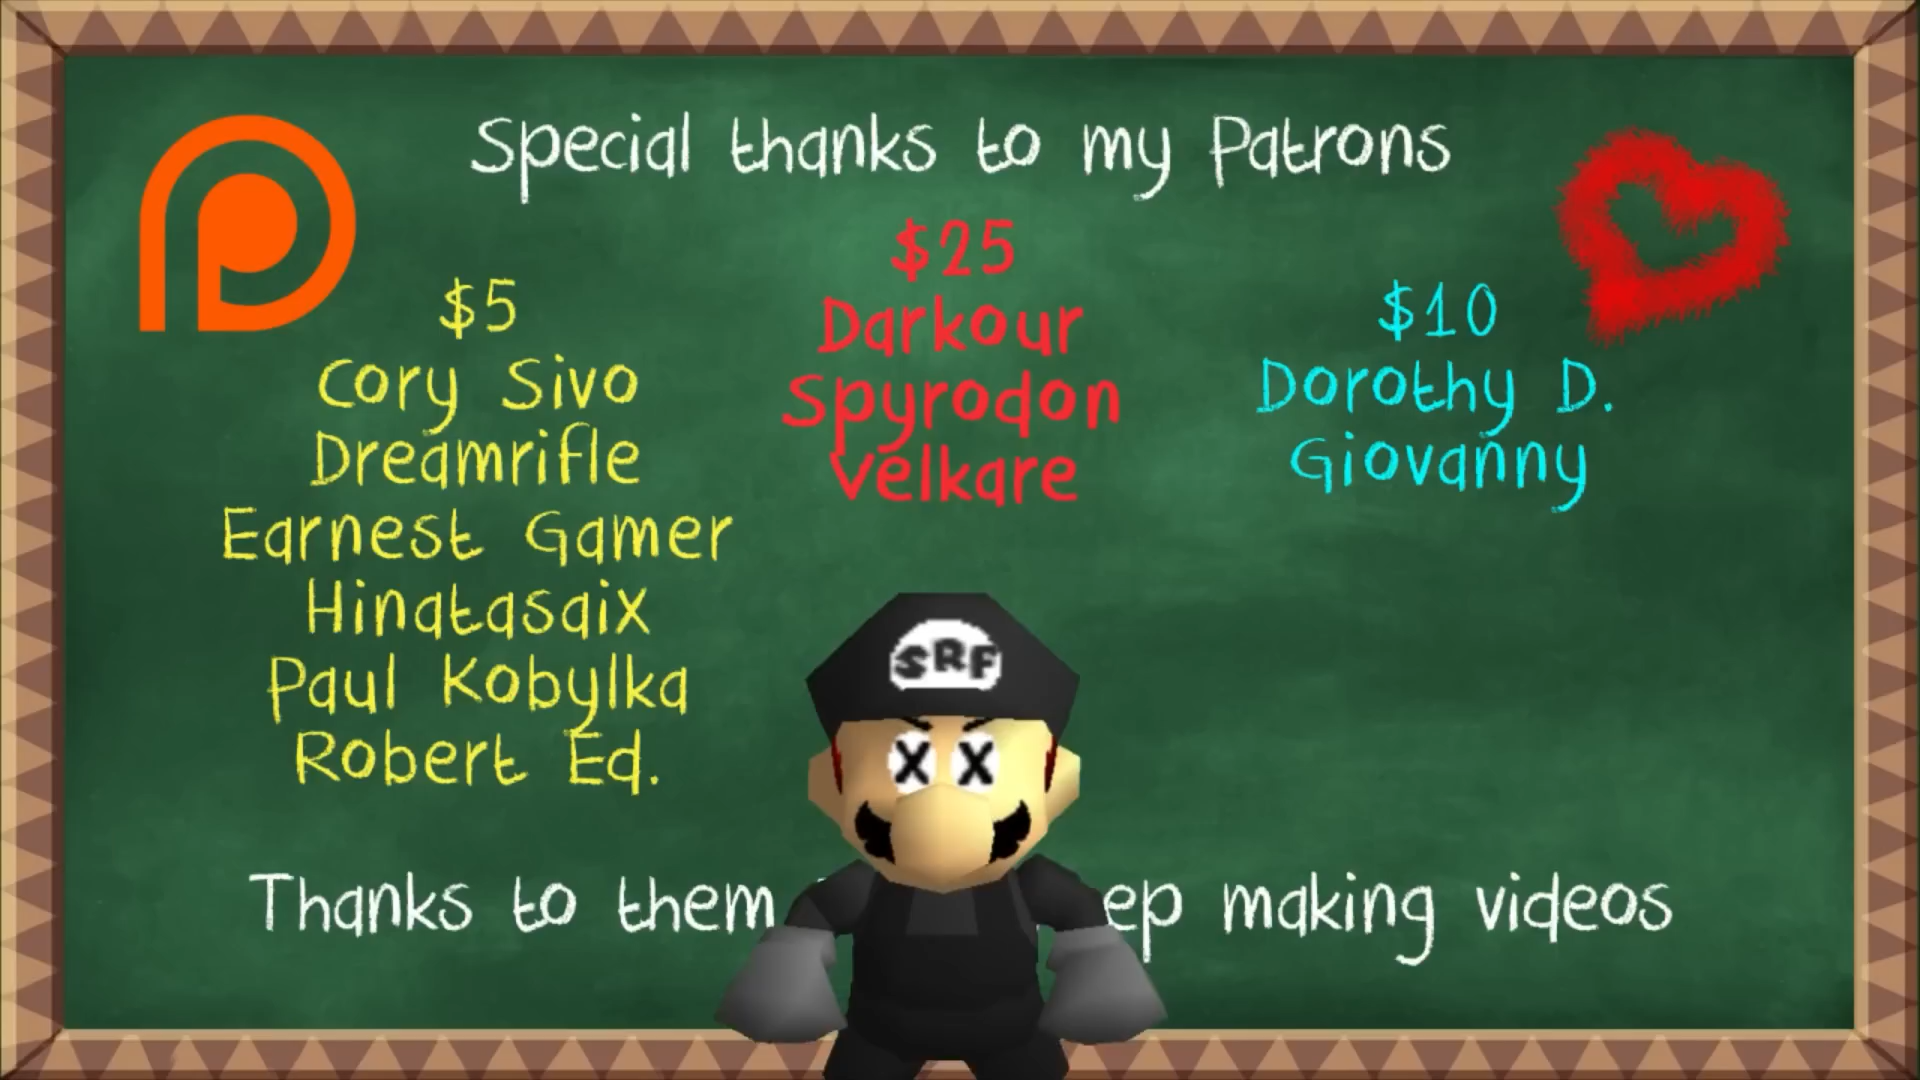 Special thanks to my Patrons
$5
Cory Sivo
Dreamrifle
Earnest Gamer
Hinatasaix
Paul Kobylka
Robert Ed.
$25
Darkour
Spyrodon
Velkare
$10
Dorothy D.
Giovanny
SRF
X X
Thanks to them ep making videos